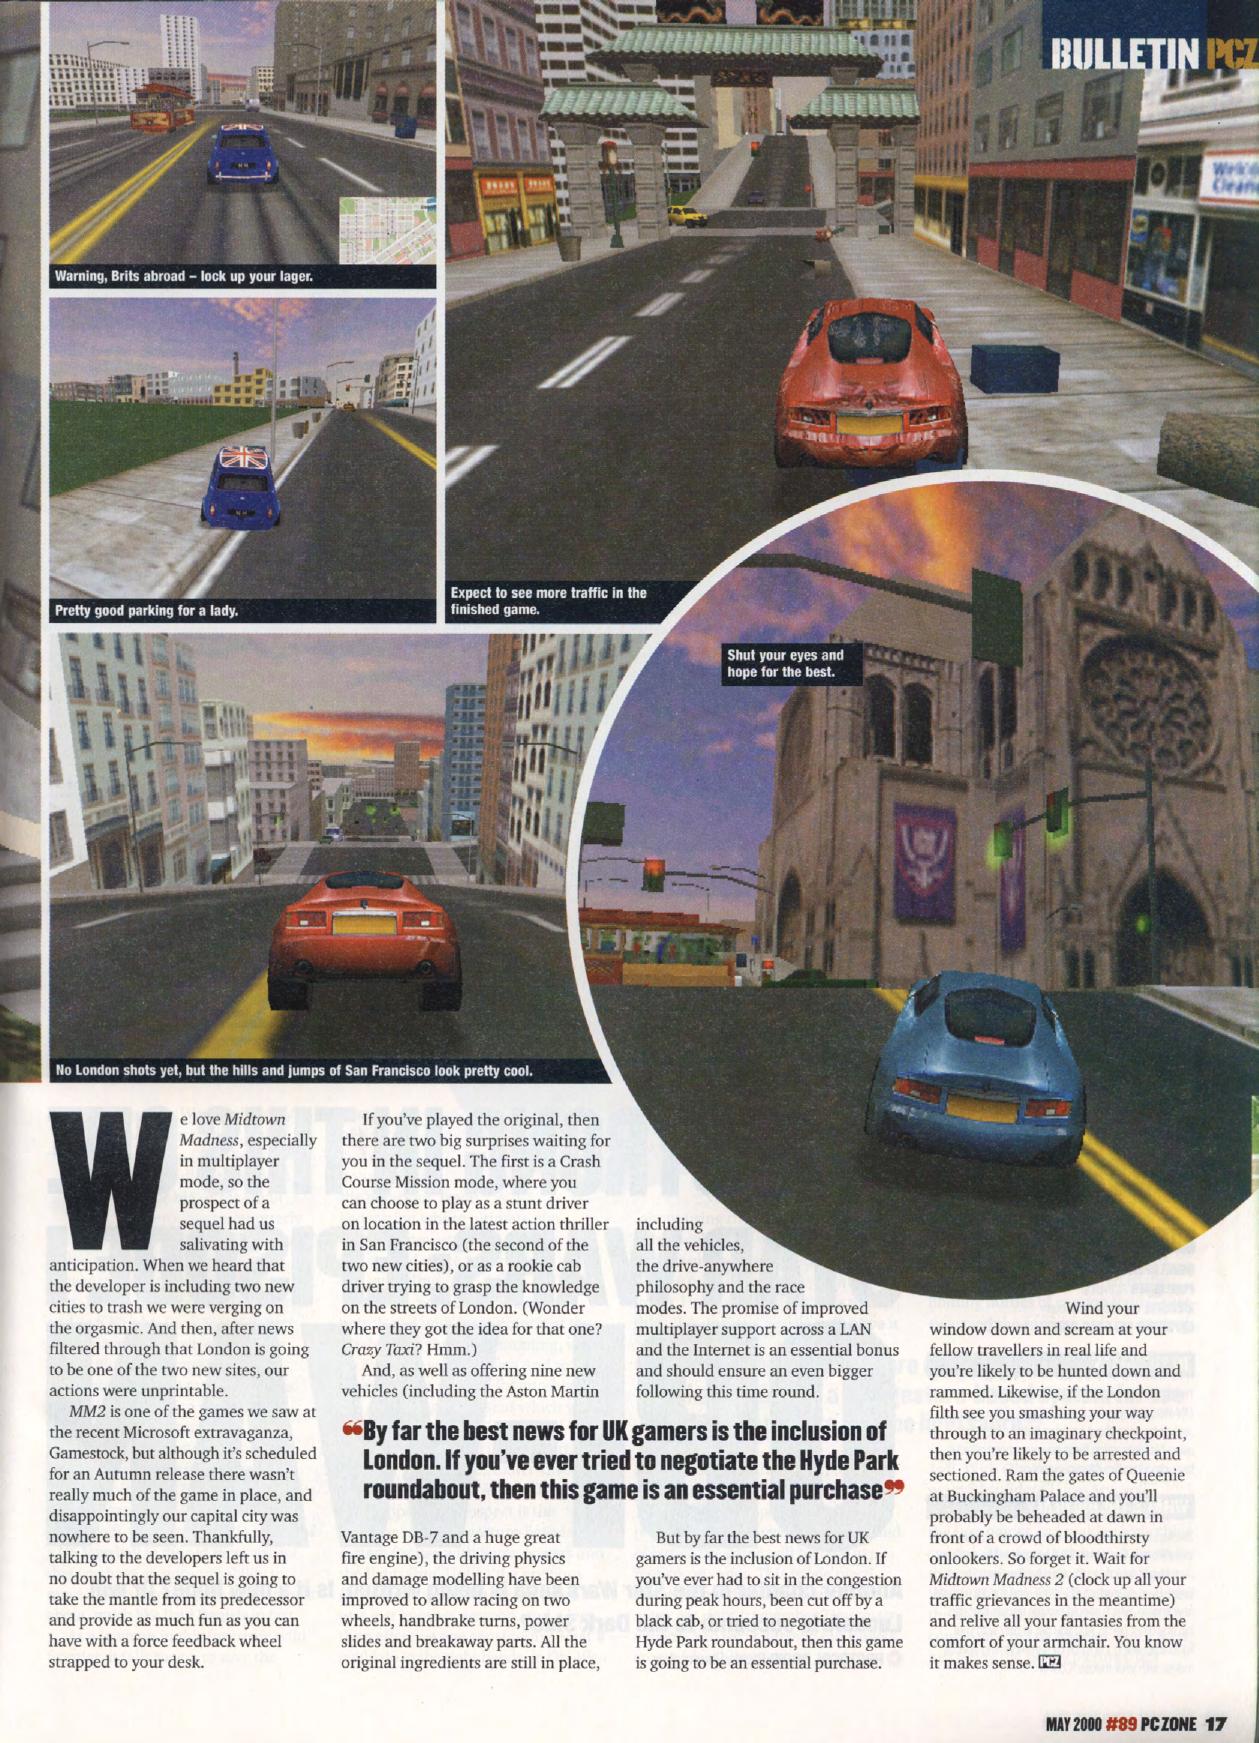 BULLETIN PCZ
Warning, Brits abroad – lock up your lager.
Pretty good parking for a lady.
Expect to see more traffic in the
finished game.
Shut your eyes and
hope for the best.
No London shots yet, but the hills and jumps of San Francisco look pretty cool.
We love Midtown
Madness, especially
in multiplayer
mode, so the
prospect of a
sequel had us
salivating with
anticipation. When we heard that
the developer is including two new
cities to trash we were verging on
the orgasmic. And then, after news
filtered through that London is going
to be one of the two new sites, our
actions were unprintable.
MM2 is one of the games we saw at
the recent Microsoft extravaganza,
Gamestock, but although it's scheduled
for an Autumn release there wasn't
really much of the game in place, and
disappointingly our capital city was
nowhere to be seen. Thankfully,
talking to the developers left us in
no doubt that the sequel is going to
take the mantle from its predecessor
and provide as much fun as you can
have with a force feedback wheel
strapped to your desk.
If you've played the original, then
there are two big surprises waiting for
you in the sequel. The first is a Crash
Course Mission mode, where you
can choose to play as a stunt driver
on location in the latest action thriller
in San Francisco (the second of the
two new cities), or as a rookie cab
driver trying to grasp the knowledge
on the streets of London. (Wonder
where they got the idea for that one?
Crazy Taxi? Hmm.)
And, as well as offering nine new
vehicles (including the Aston Martin
Vantage DB-7 and a huge great
fire engine), the driving physics
and damage modelling have been
improved to allow racing on two
wheels, handbrake turns, power
slides and breakaway parts. All the
original ingredients are still in place,
including
all the vehicles,
the drive-anywhere
philosophy and the race
modes. The promise of improved
multiplayer support across a LAN
and the Internet is an essential bonus
and should ensure an even bigger
following this time round.
“By far the best news for UK gamers is the inclusion of
London. If you've ever tried to negotiate the Hyde Park
roundabout, then this game is an essential purchase”
But by far the best news for UK
gamers is the inclusion of London. If
you've ever had to sit in the congestion
during peak hours, been cut off by a
black cab, or tried to negotiate the
Hyde Park roundabout, then this game
is going to be an essential purchase.
Wind your
window down and scream at your
fellow travellers in real life and
you're likely to be hunted down and
rammed. Likewise, if the London
filth see you smashing your way
through to an imaginary checkpoint,
then you're likely to be arrested and
sectioned. Ram the gates of Queenie
at Buckingham Palace and you'll
probably be beheaded at dawn in
front of a crowd of bloodthirsty
onlookers. So forget it. Wait for
Midtown Madness 2 (clock up all your
traffic grievances in the meantime)
and relive all your fantasies from the
comfort of your armchair. You know
it makes sense. PCZ
MAY 2000 #89 PC ZONE 17